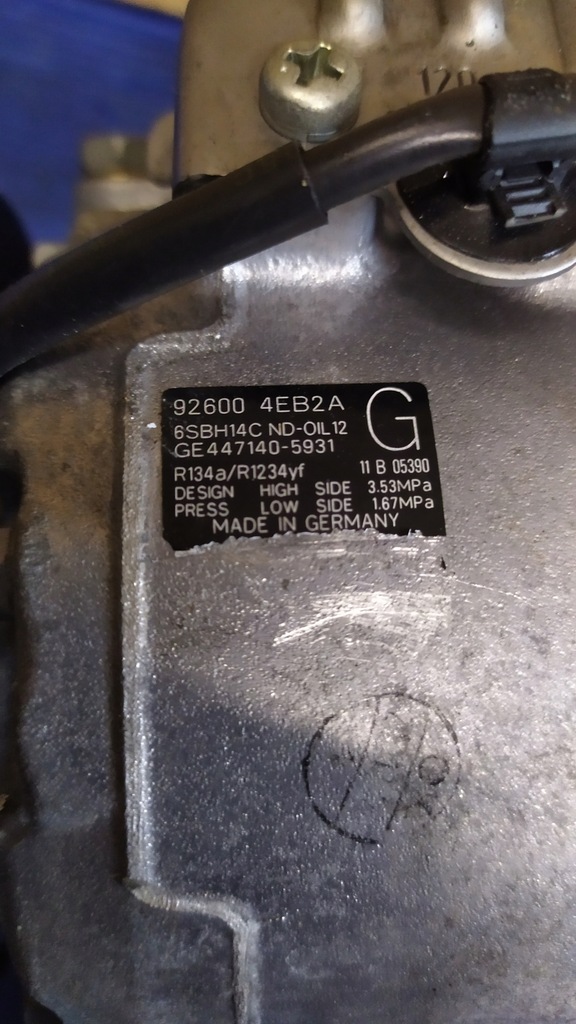 120
92600 4EB2A
G
6SBH14C ND-OIL12
GE447140-5931
R134a/R1234yf 11 B 05390
DESIGN HIGH SIDE 3.53MPa
PRESS LOW SIDE 1.67MPa
MADE IN GERMANY